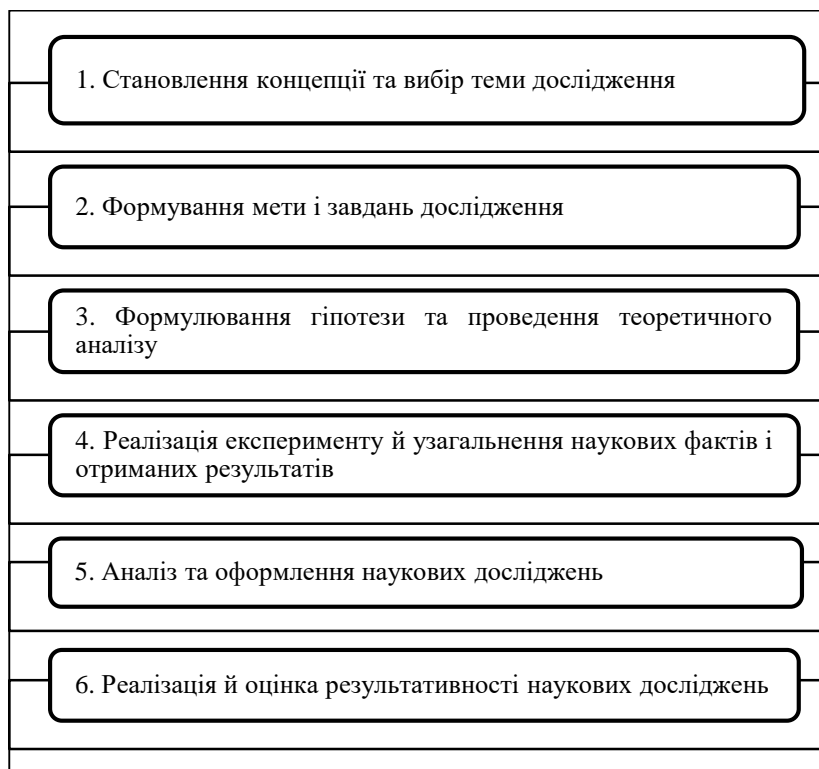 1. Становлення концепції та вибір теми дослідження
2. Формування мети і завдань дослідження
3. Формулювання гіпотези та проведення теоретичного
аналізу
4. Реалізація експерименту й узагальнення наукових фактів і
отриманих результатів
5. Аналіз та оформлення наукових досліджень
6. Реалізація й оцінка результативності наукових досліджень